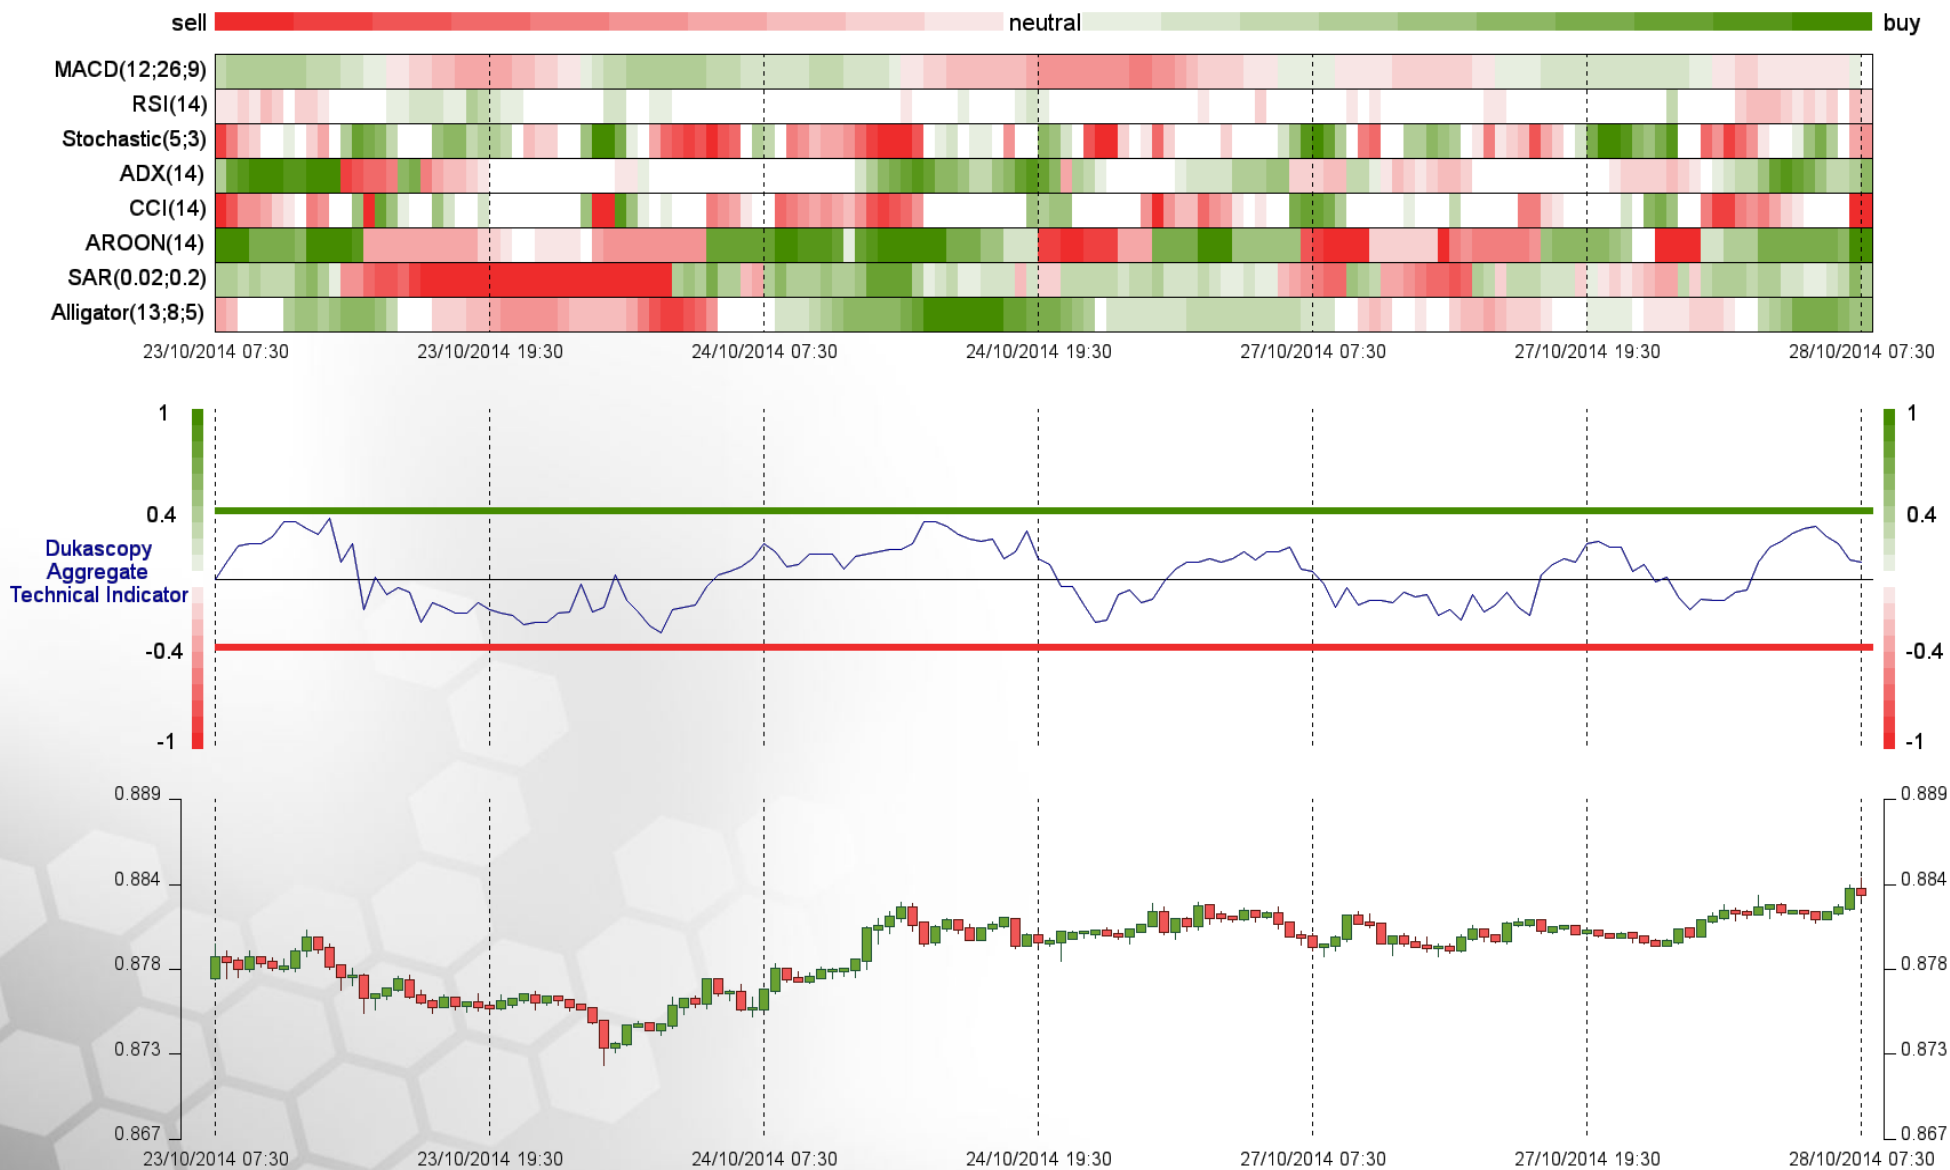 sell neutral buy
MACD(12;26;9)
RSI(14)
Stochastic(5;3)
ADX(14)
CCI(14)
AROON(14)
SAR(0.02;0.2)
Alligator(13;8;5)
23/10/2014 07:30 23/10/2014 19:30 24/10/2014 07:30 24/10/2014 19:30 27/10/2014 07:30 27/10/2014 19:30 28/10/2014 07:30
1 1
0.4 0.4
Dukascopy
Aggregate
Technical Indicator
-0.4 -0.4
-1 -1
0.889 0.889
0.884 0.884
0.878 0.878
0.873 0.873
0.867 0.867
23/10/2014 07:30 23/10/2014 19:30 24/10/2014 07:30 24/10/2014 19:30 27/10/2014 07:30 27/10/2014 19:30 28/10/2014 07:30